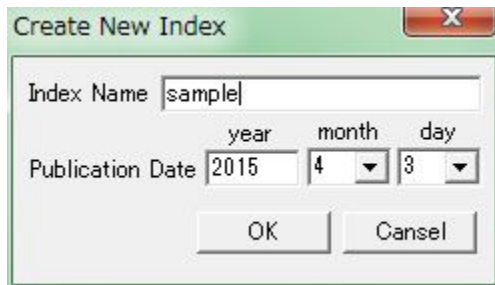 Create New Index
Index Name sample
year month day
Publication Date 2015 4 3
OK Cansel